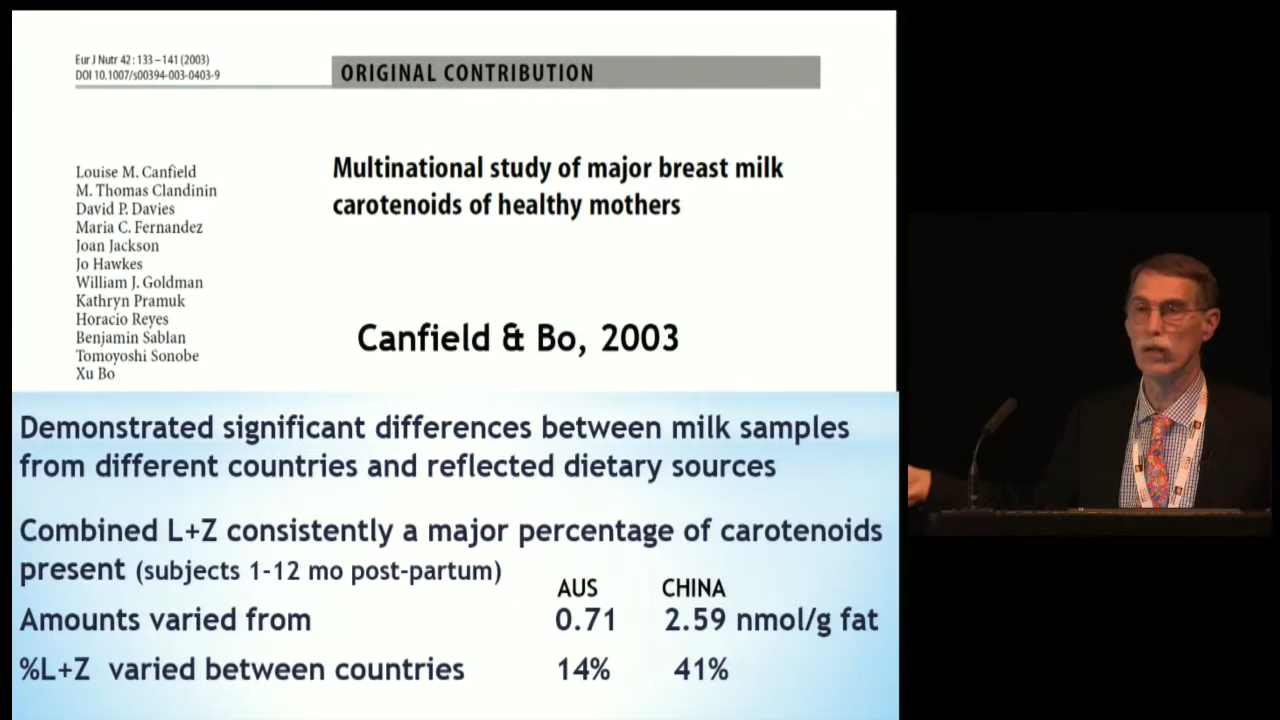 Eur J Nutr 42 : 133 – 141 (2003)
DOI 10.1007/s00394-003-0403-9
ORIGINAL CONTRIBUTION
Louise M. Canfield
M. Thomas Clandinin
David P. Davies
Maria C. Fernandez
Joan Jackson
Jo Hawkes
William J. Goldman
Kathryn Pramuk
Horacio Reyes
Benjamin Sablan
Tomoyoshi Sonobe
Xu Bo
Multinational study of major breast milk
carotenoids of healthy mothers
Canfield & Bo, 2003
Demonstrated significant differences between milk samples
from different countries and reflected dietary sources
Combined L+Z consistently a major percentage of carotenoids
present (subjects 1-12 mo post-partum)
AUS CHINA
Amounts varied from 0.71 2.59 nmol/g fat
%L+Z varied between countries 14% 41%